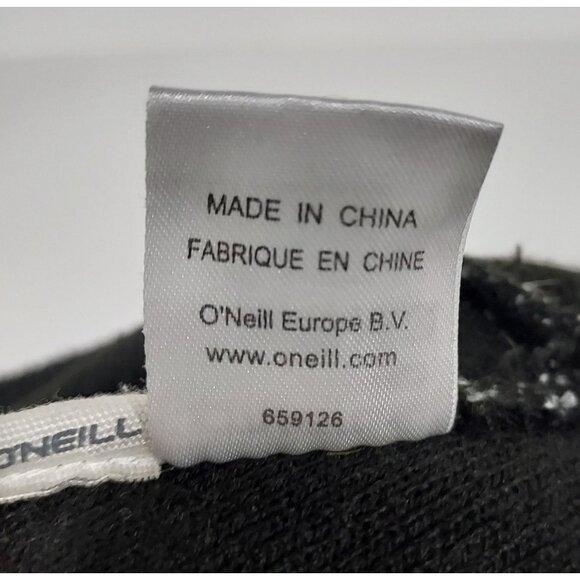 MADE IN CHINA
FABRIQUE EN CHINE
O'Neill Europe B.V.
www.oneill.com
659126
O'NEILL